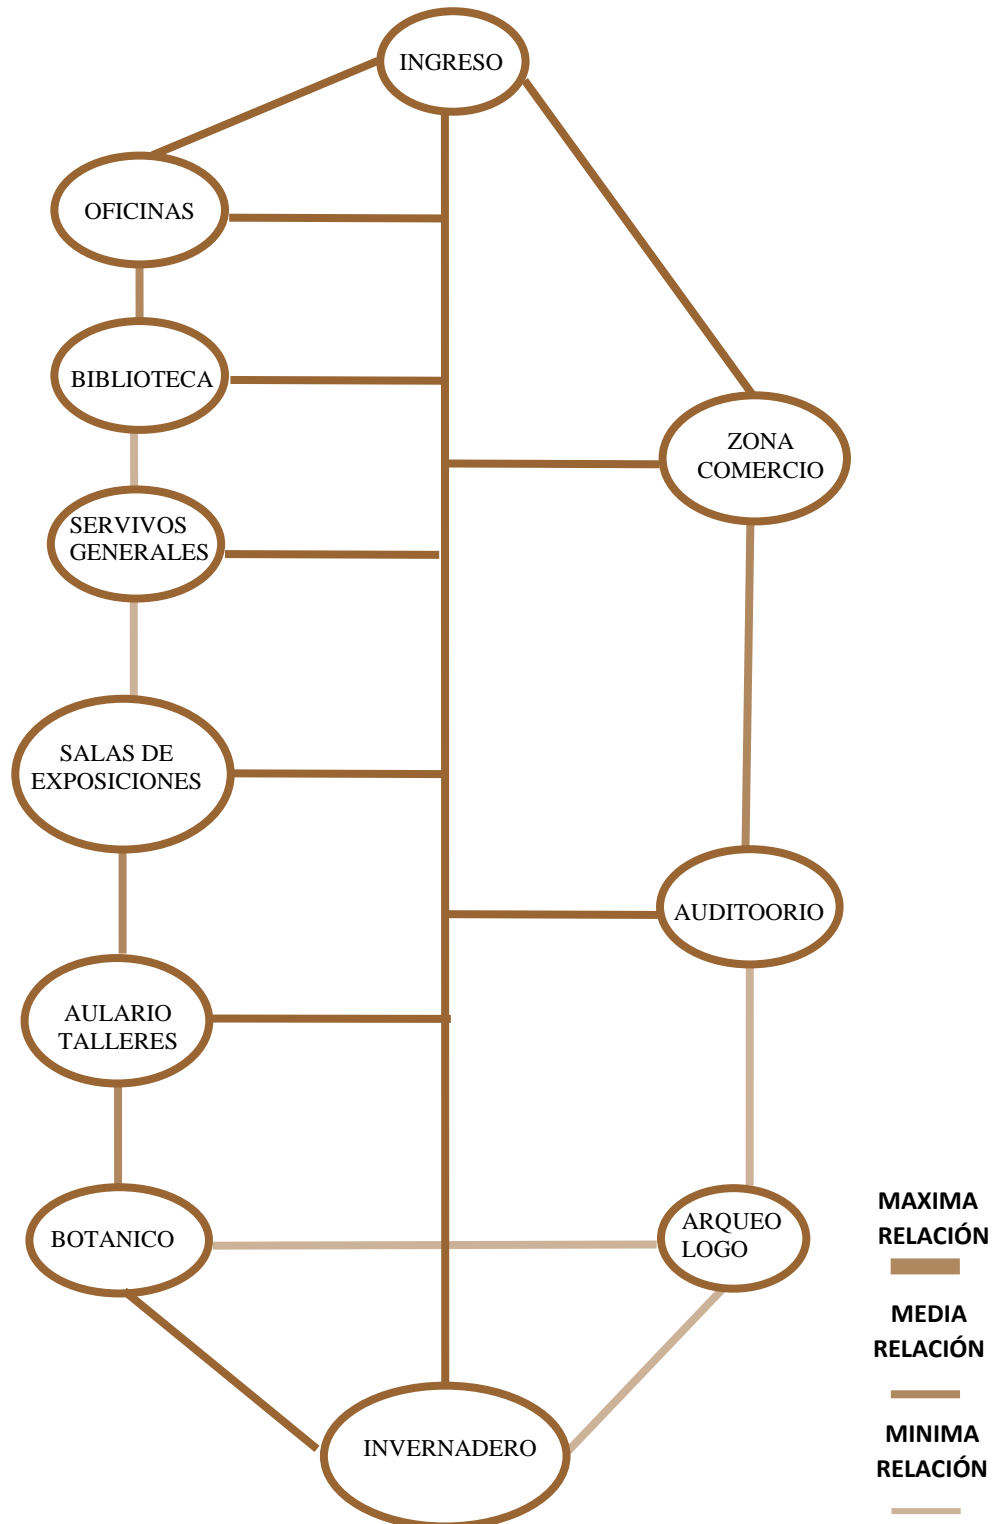 INGRESO
OFICINAS
BIBLIOTECA
ZONA
COMERCIO
SERVIVOS
GENERALES
SALAS DE
EXPOSICIONES
AUDITOORIO
AULARIO
TALLERES
BOTANICO
ARQUEO
LOGO
INVERNADERO
MAXIMA
RELACIÓN
MEDIA
RELACIÓN
MINIMA
RELACIÓN